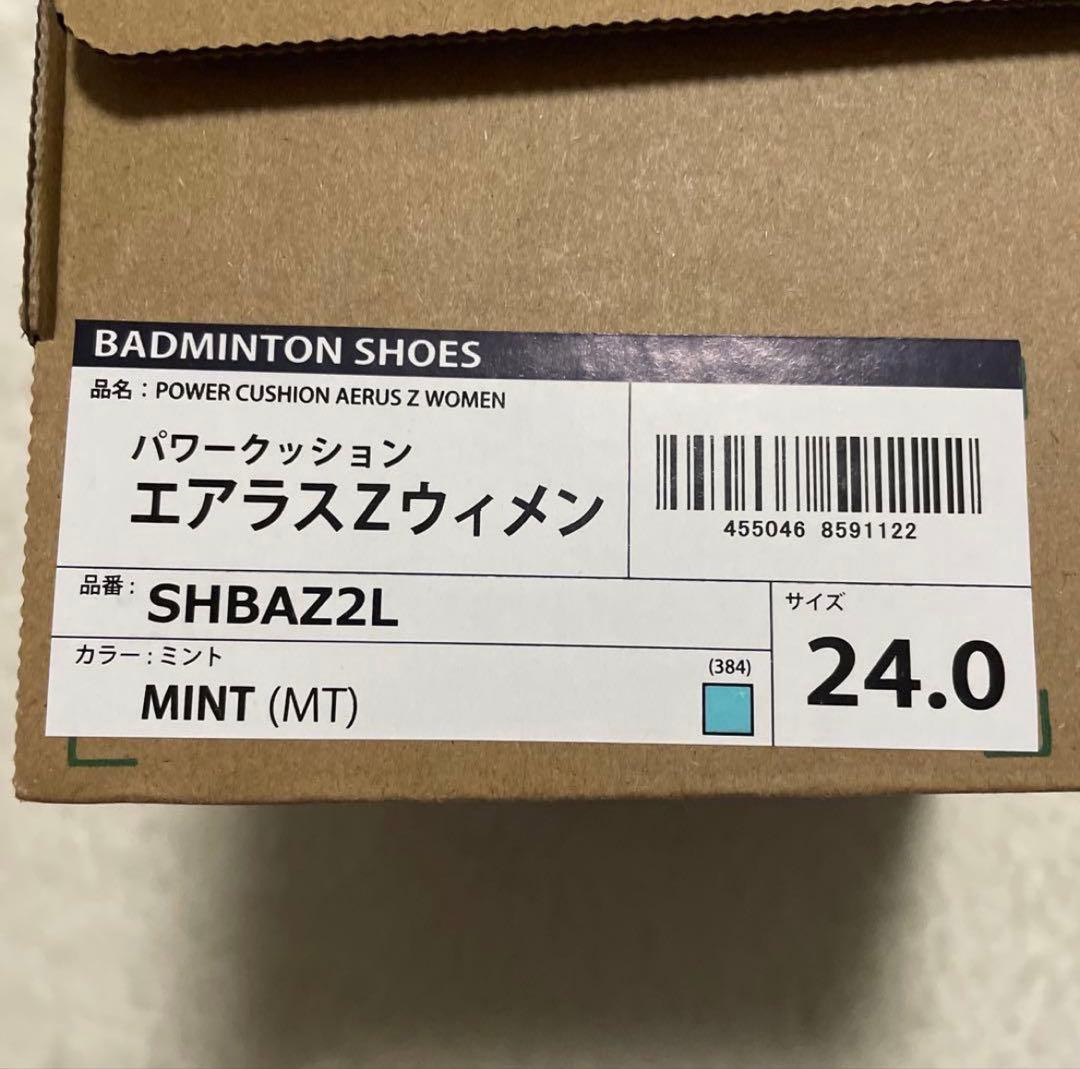 BADMINTON SHOES
品名：POWER CUSHION AERUS Z WOMEN
パワークッション
エアラスZウィメン
455046 8591122
品番：
SHBAZ2L
カラー：ミント
MINT (MT)
(384)
サイズ
24.0